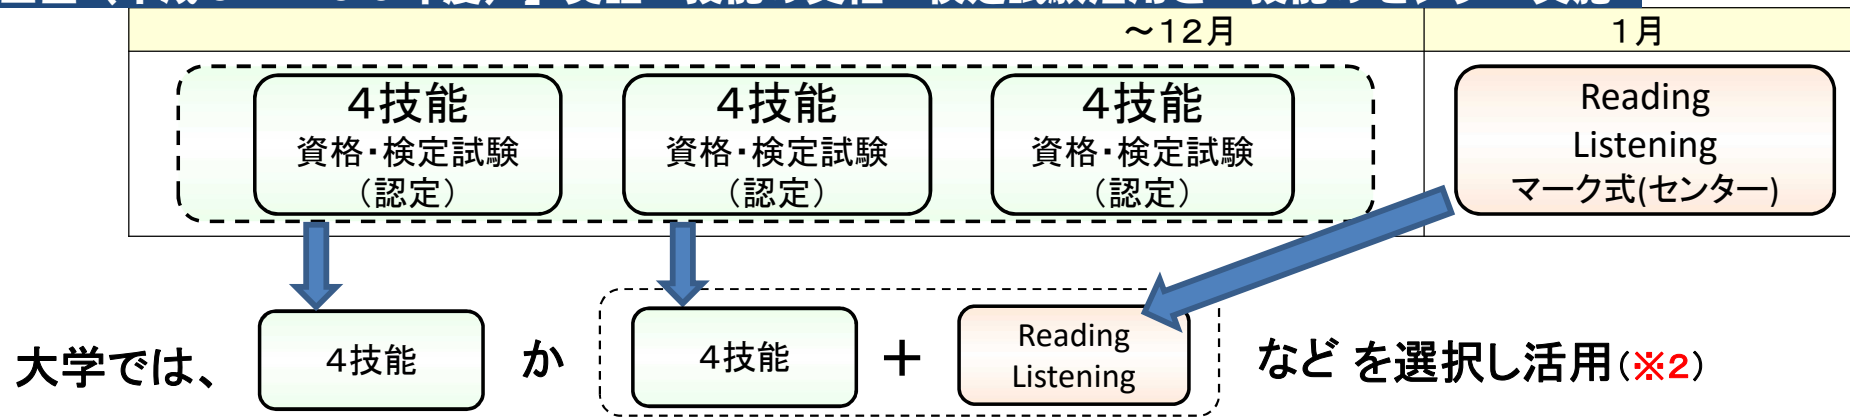 ~12月
1月
4技能
資格・検定試験
(認定)
4技能
資格・検定試験
(認定)
4技能
資格・検定試験
(認定)
Reading
Listening
マーク式(センター)
大学では、 4技能 か 4技能 + Reading Listening など を選択し活用(※2)